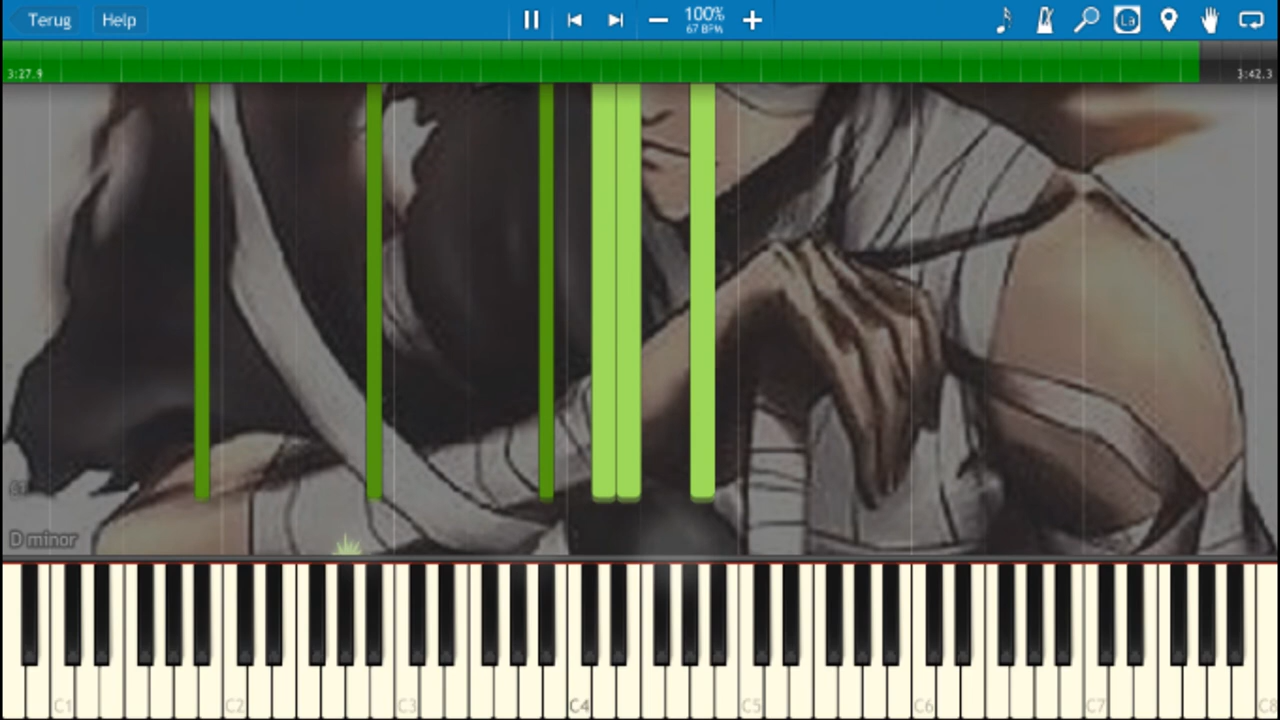 Terug Help 100% La
67 BPM
3:27.9 3:42.3
D minor
C1 C2 C3 C4 C5 C6 C7 C8